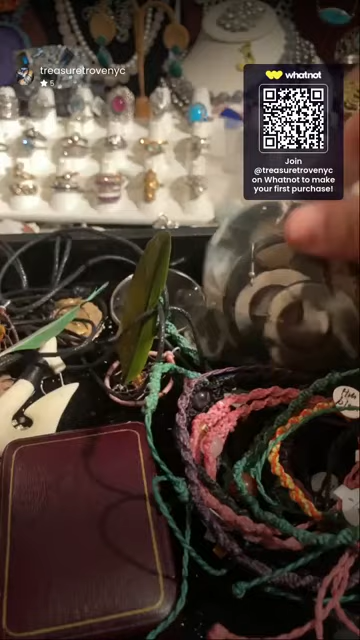 treasuretrovenyc
★5
whatnot
Join
@treasuretrovenyc
on Whatnot to make
your first purchase!